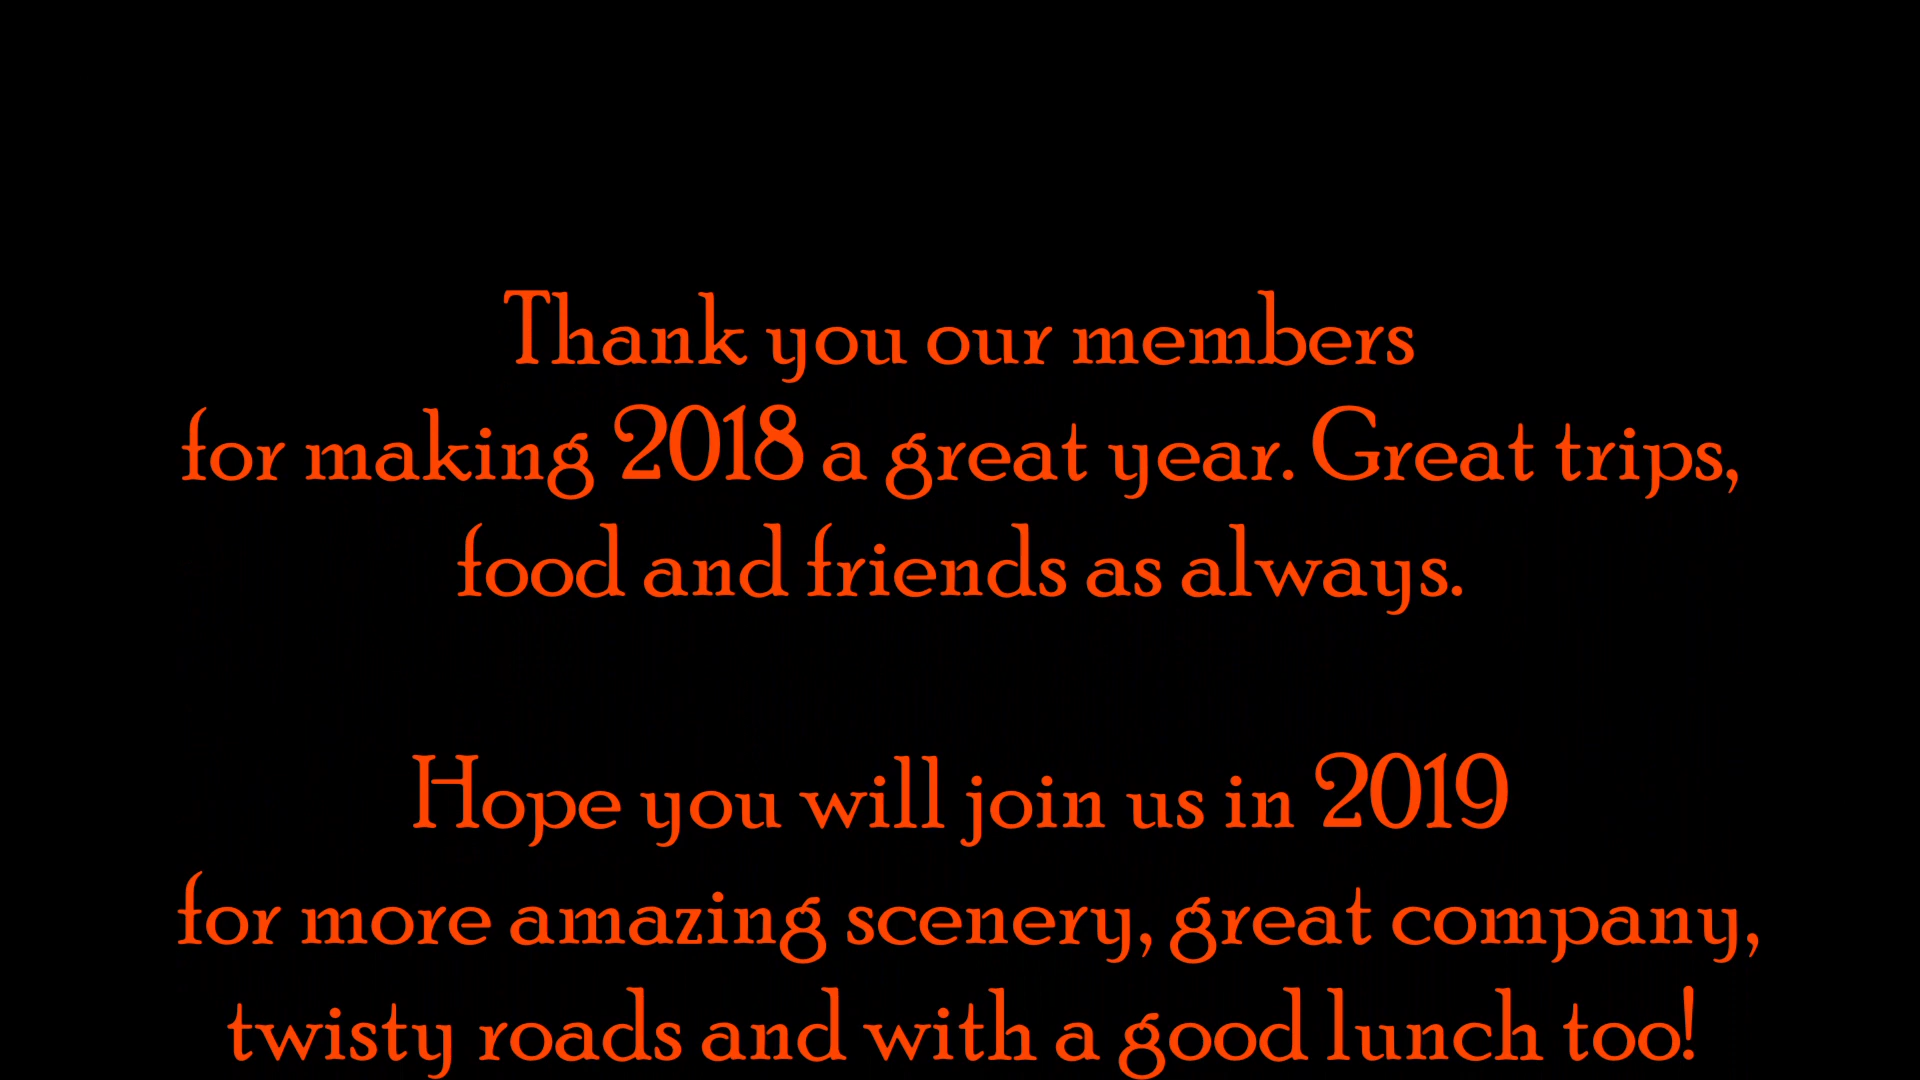 Thank you our members
for making 2018 a great year. Great trips,
food and friends as always.
Hope you will join us in 2019
for more amazing scenery, great company,
twisty roads and with a good lunch too!